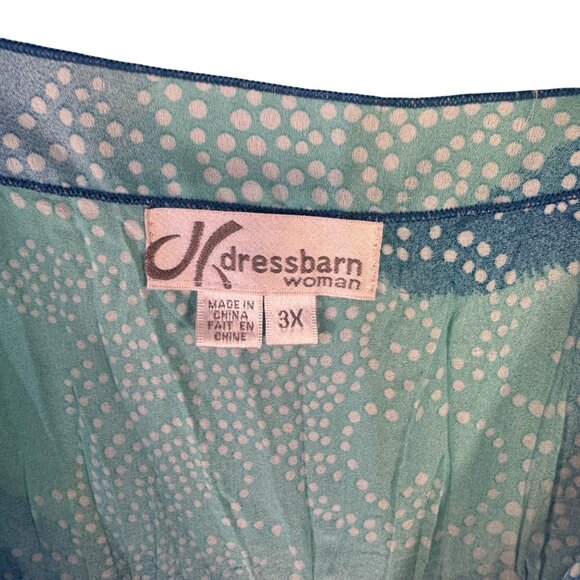 dressbarn
woman
MADE IN
CHINA
FAIT EN
CHINE
3X